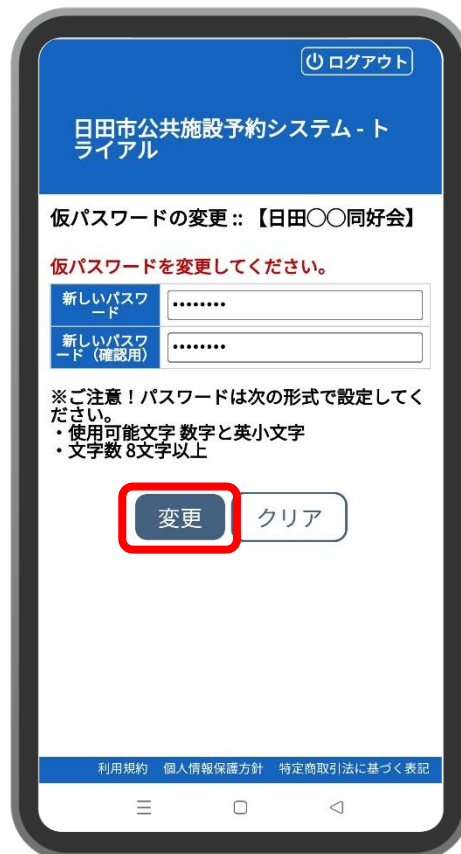 ログアウト
日田市公共施設予約システム - ト
ライアル
仮パスワードの変更 :: 【日田〇〇同好会】
仮パスワードを変更してください。
新しいパスワ
ード
••••••••
新しいパスワ
ード（確認用）
••••••••
※ご注意！パスワードは次の形式で設定してく
ださい。
・使用可能文字 数字と英小文字
・文字数 8文字以上
変更 クリア
利用規約 個人情報保護方針 特定商取引法に基づく表記